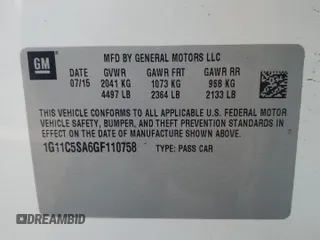 GM
MFD BY GENERAL MOTORS LLC
DATE GVWR GAWR FRT GAWR RR
07/15 2041 KG 1073 KG 968 KG
4497 LB 2364 LB 2133 LB
THIS VEHICLE CONFORMS TO ALL APPLICABLE U.S. FEDERAL MOTOR
VEHICLE SAFETY, BUMPER, AND THEFT PREVENTION STANDARDS IN
EFFECT ON THE DATE OF MANUFACTURE SHOWN ABOVE.
1G11C5SA6GF110758 TYPE: PASS CAR
DREAMBID